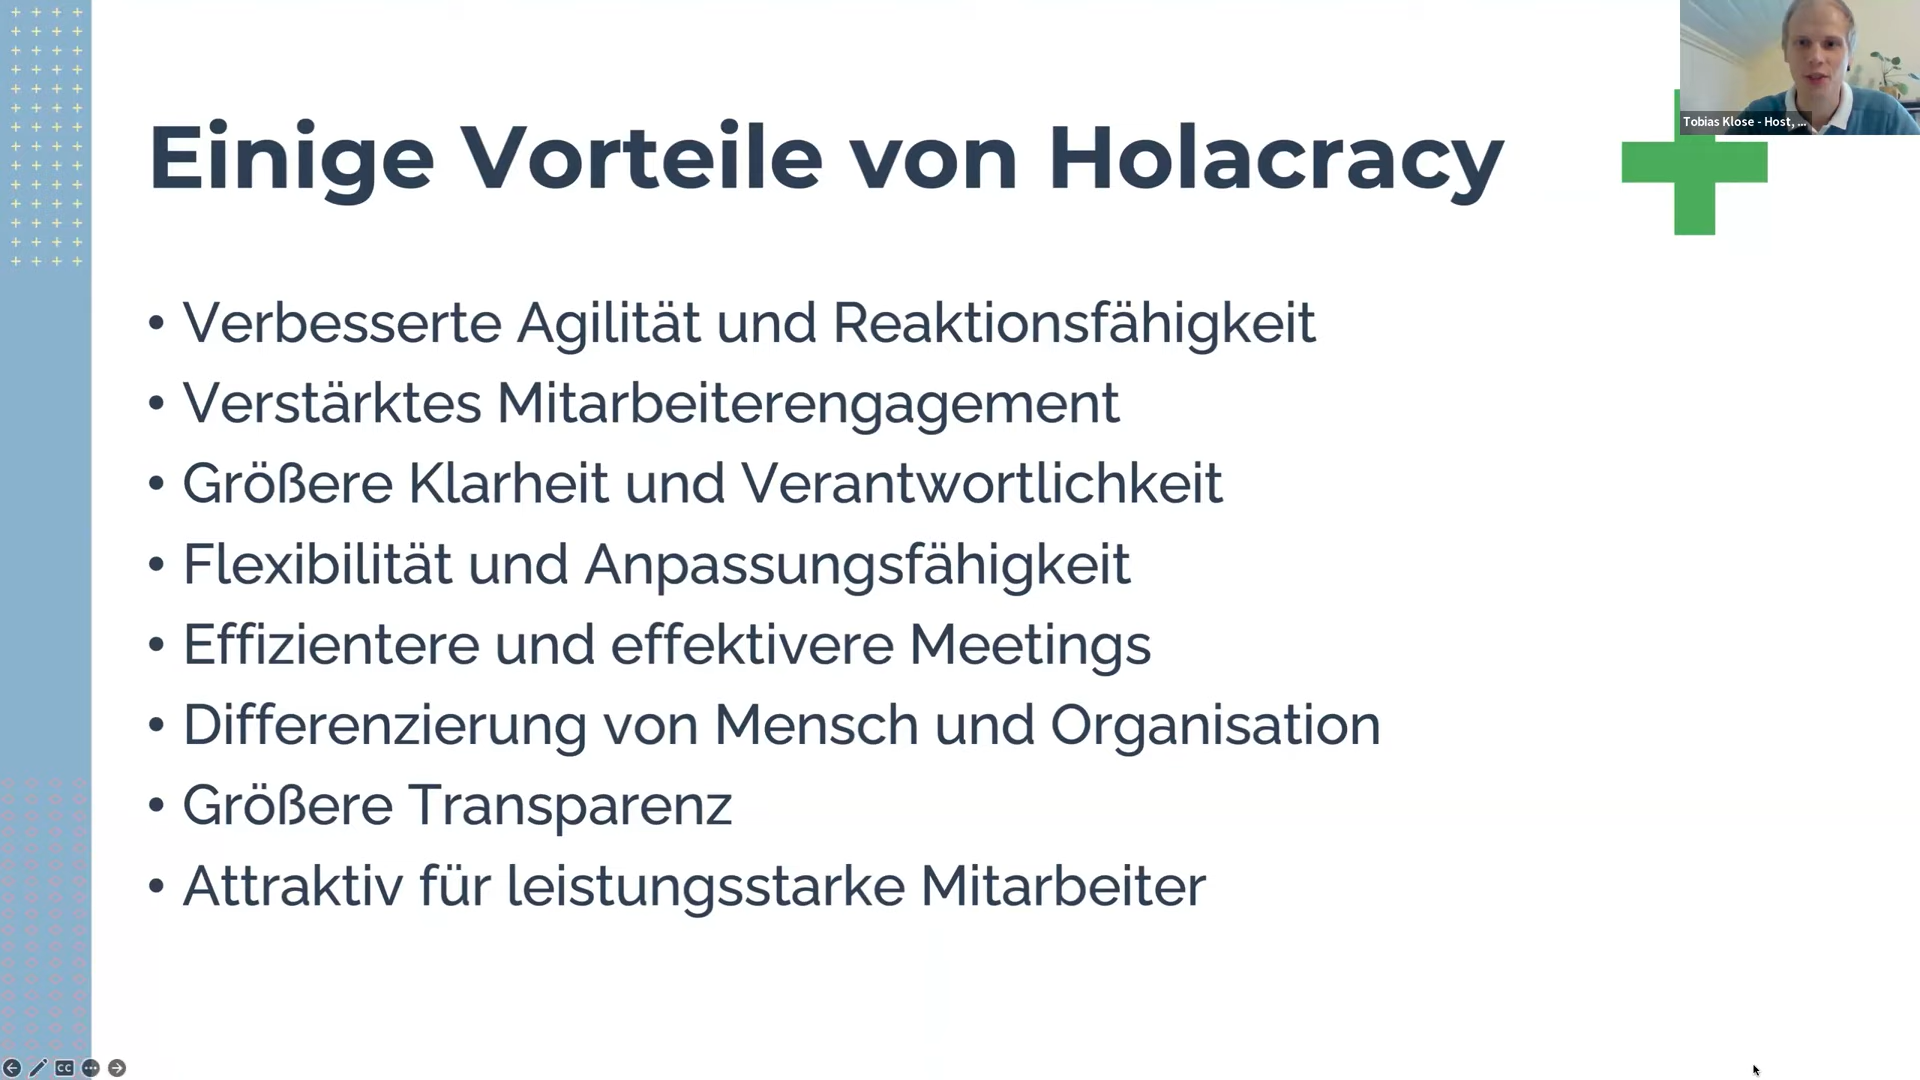 Einige Vorteile von Holacracy
Tobias Klose - Host, ...
• Verbesserte Agilität und Reaktionsfähigkeit
• Verstärktes Mitarbeiterengagement
• Größere Klarheit und Verantwortlichkeit
• Flexibilität und Anpassungsfähigkeit
• Effizientere und effektivere Meetings
• Differenzierung von Mensch und Organisation
• Größere Transparenz
• Attraktiv für leistungsstarke Mitarbeiter
CC